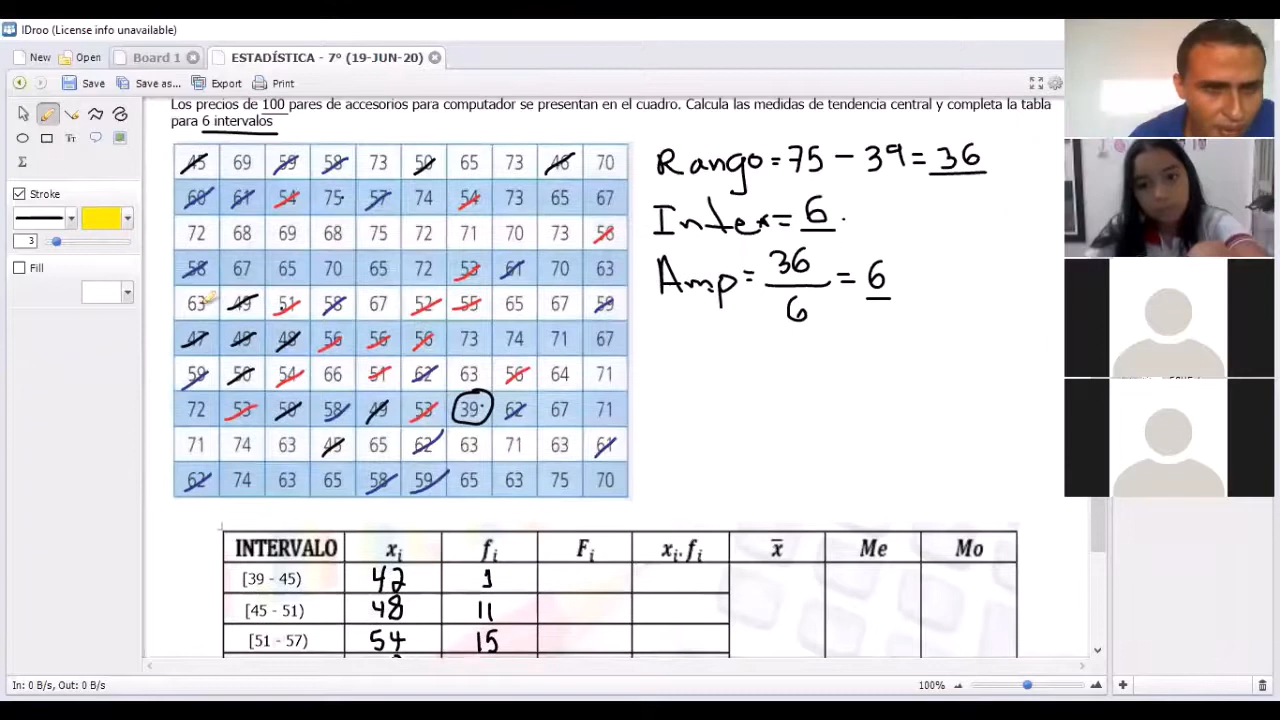 IDroo (License info unavailable)
New Open Board 1 ESTADÍSTICA - 7º (19-JUN-20)
Save Save as... Export Print
Los precios de 100 pares de accesorios para computador se presentan en el cuadro. Calcula las medidas de tendencia central y completa la tabla
para 6 intervalos
Stroke
3
Fill
45 69 59 58 73 50 65 73 46 70
60 61 54 75 57 74 54 73 65 67
72 68 69 68 75 72 71 70 73 56
58 67 65 70 65 72 53 61 70 63
63 49 51 58 67 52 55 65 67 59
47 48 56 56 73 74 71 67
59 50 54 66 51 62 63 56 64 71
72 53 50 58 49 53 39 62 67 71
71 74 63 45 65 62 63 71 63 61
62 74 63 65 58 59 65 63 75 70
Rango = 75 - 39 = 36
= 6
Amp = 36/6 = 6
INTERVALO xi fi Fi xi.fi x̄ Me Mo
[39 - 45) 42 1
[45 - 51) 48 11
[51 - 57) 54 15
In: 0 B/s, Out: 0 B/s
100%